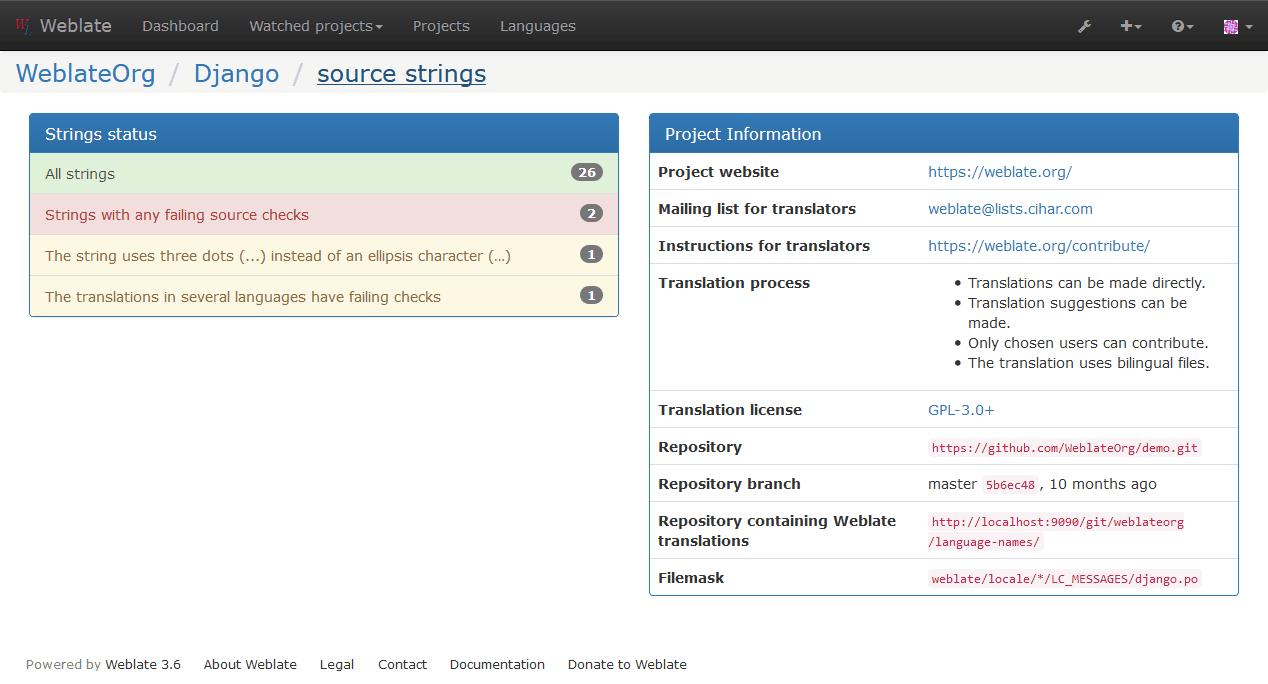 Weblate Dashboard Watched projects Projects Languages
WeblateOrg / Django / source strings
Strings status
All strings 26
Strings with any failing source checks 2
The string uses three dots (...) instead of an ellipsis character (…) 1
The translations in several languages have failing checks 1
Project Information
Project website https://weblate.org/
Mailing list for translators weblate@lists.cihar.com
Instructions for translators https://weblate.org/contribute/
Translation process • Translations can be made directly.
• Translation suggestions can be
made.
• Only chosen users can contribute.
• The translation uses bilingual files.
Translation license GPL-3.0+
Repository https://github.com/WeblateOrg/demo.git
Repository branch master 5b6ec48, 10 months ago
Repository containing Weblate http://localhost:9090/git/weblateorg
translations /language-names/
Filemask weblate/locale/*/LC_MESSAGES/django.po
Powered by Weblate 3.6 About Weblate Legal Contact Documentation Donate to Weblate